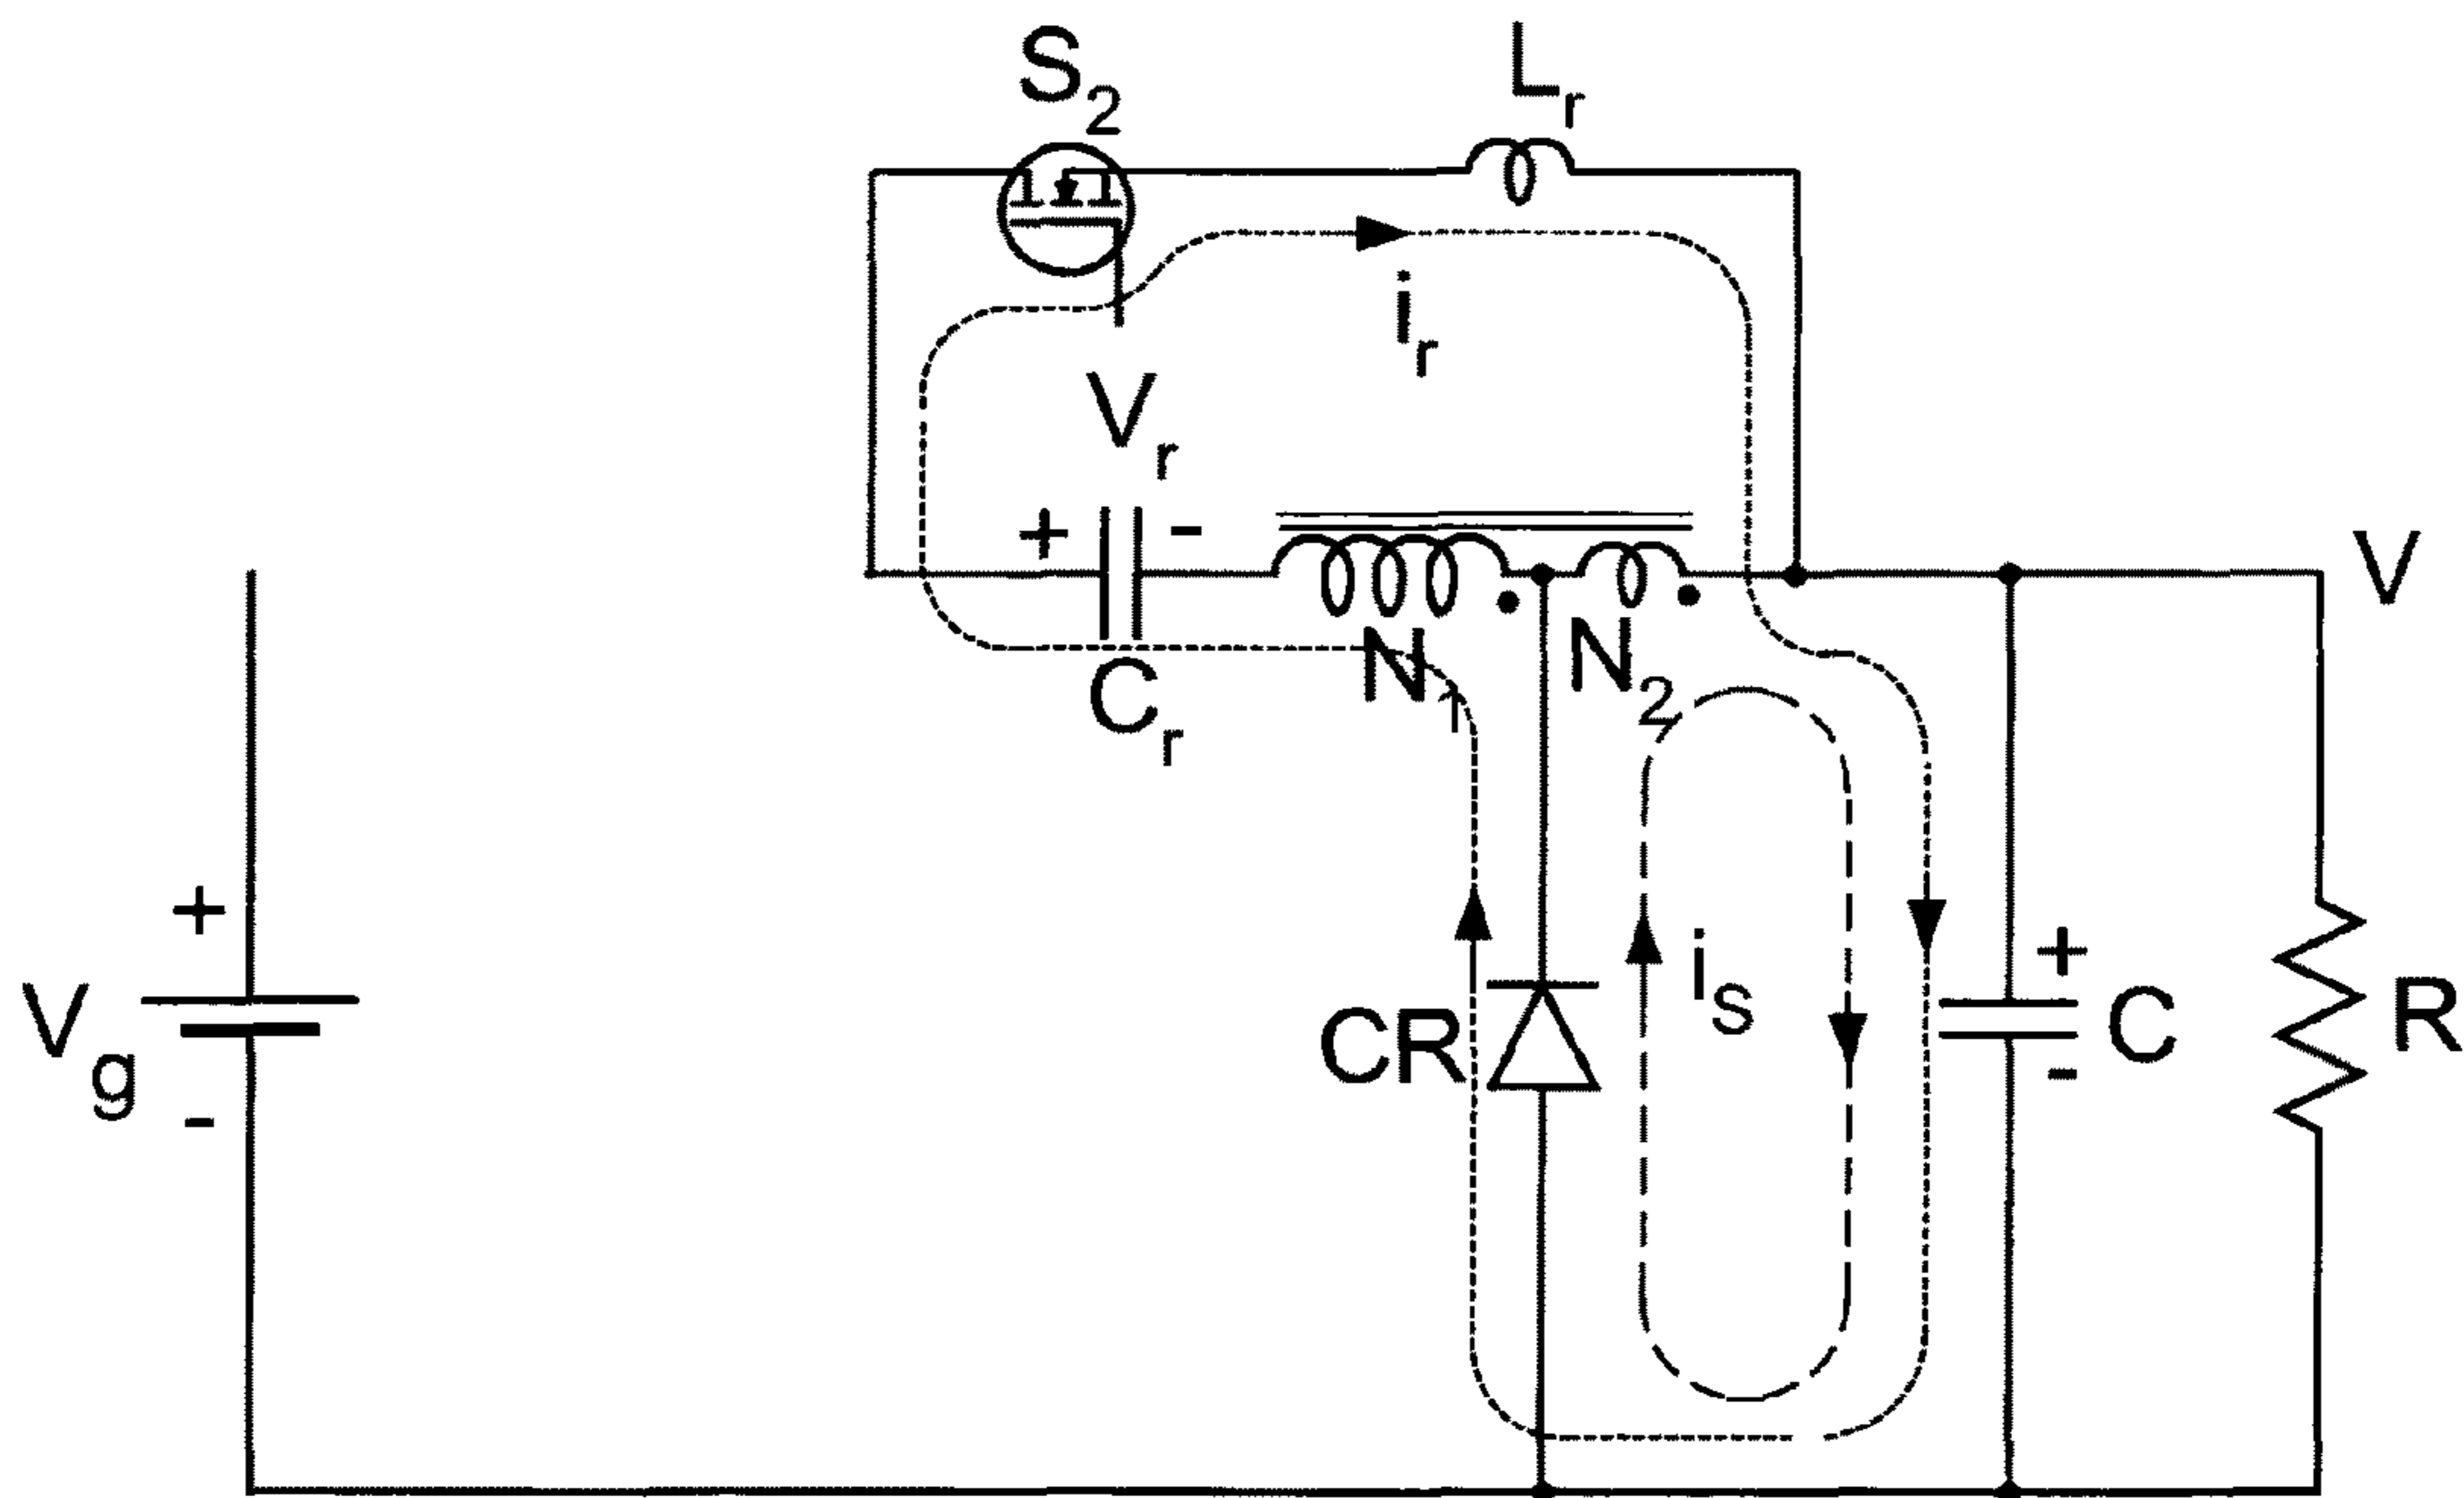 S2
Lr
ir
Vr
+ -
V
N1
N2
Cr
+
Vg
-
CR
iS
+
C
-
R